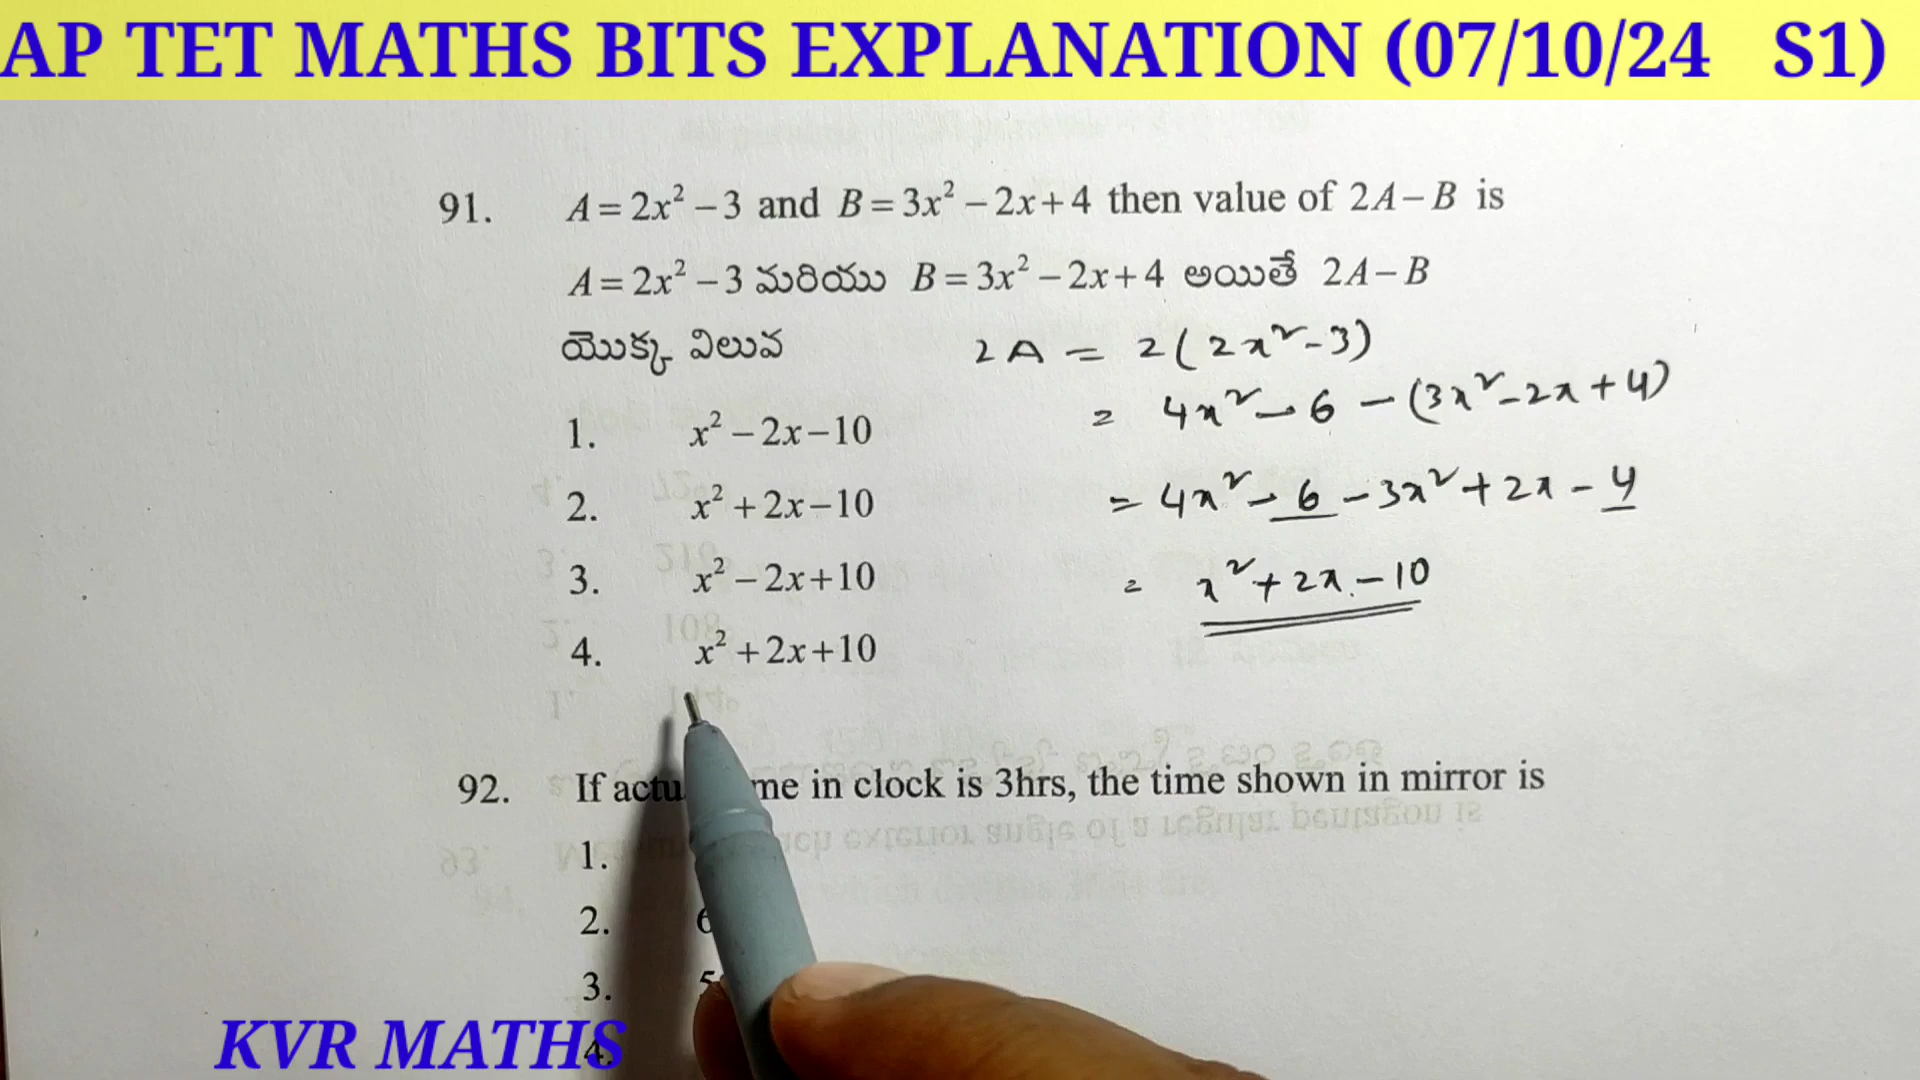 AP TET MATHS BITS EXPLANATION (07/10/24 S1)
91. A = 2x² − 3 and B = 3x² − 2x + 4 then value of 2A − B is
A = 2x² − 3 మరియు B = 3x² − 2x + 4 అయితే 2A − B
యొక్క విలువ
2A = 2(2x² - 3)
= 4x² - 6 - (3x² - 2x + 4)
= 4x² - 6 - 3x² + 2x - 4
= x² + 2x - 10
1. x² − 2x − 10
2. x² + 2x − 10
3. x² − 2x + 10
4. x² + 2x + 10
92. If in clock is 3hrs, the time shown in mirror is
1.
2. 6
3. 5
4.
KVR MATHS